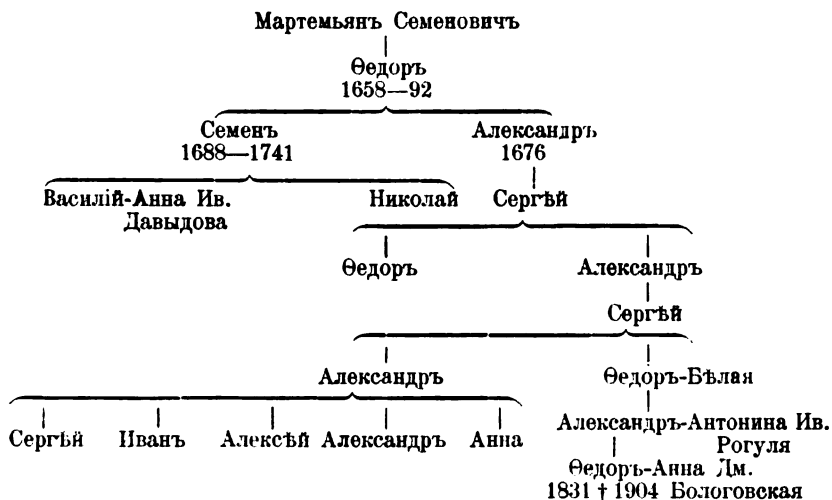 Мартемьянъ Семеновичъ
Ѳедоръ
1658—92
Семенъ Александръ
1688—1741 1676
Василій-Анна Ив. Николай Сергѣй
Давыдова
Ѳедоръ Александръ
Сергѣй
Александръ Ѳедоръ-Бѣлая
Сергѣй Иванъ Алексѣй Александръ Анна Александръ-Антонина Ив.
Рогуля
Ѳедоръ-Анна Дм.
1831 † 1904 Бологовская